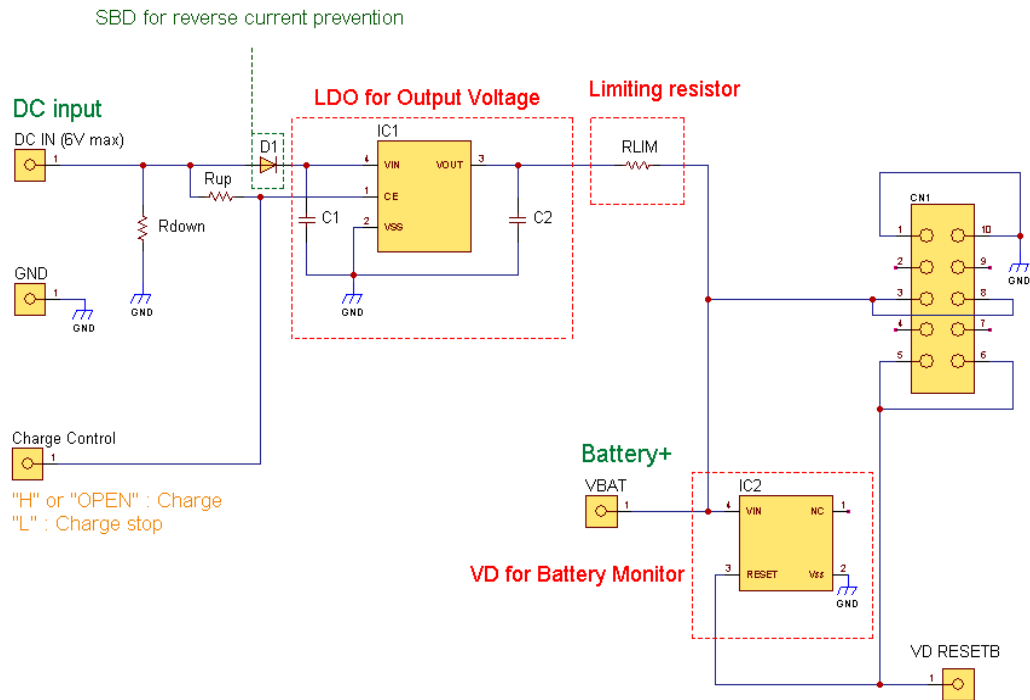 SBD for reverse current prevention
DC input
LDO for Output Voltage
Limiting resistor
DC IN (6V max)
1
D1
IC1
4
VIN
VOUT
3
RLIM
Rup
1
CE
Rdown
C1
2
VSS
C2
GND
1
GND
GND
GND
CN1
1
10
2
9
GND
3
8
4
7
5
6
Charge Control
1
"H" or "OPEN" : Charge
"L" : Charge stop
Battery+
VBAT
1
IC2
4
VIN
NC
1
VD for Battery Monitor
3
RESET
Vss
2
GND
VD RESETB
1